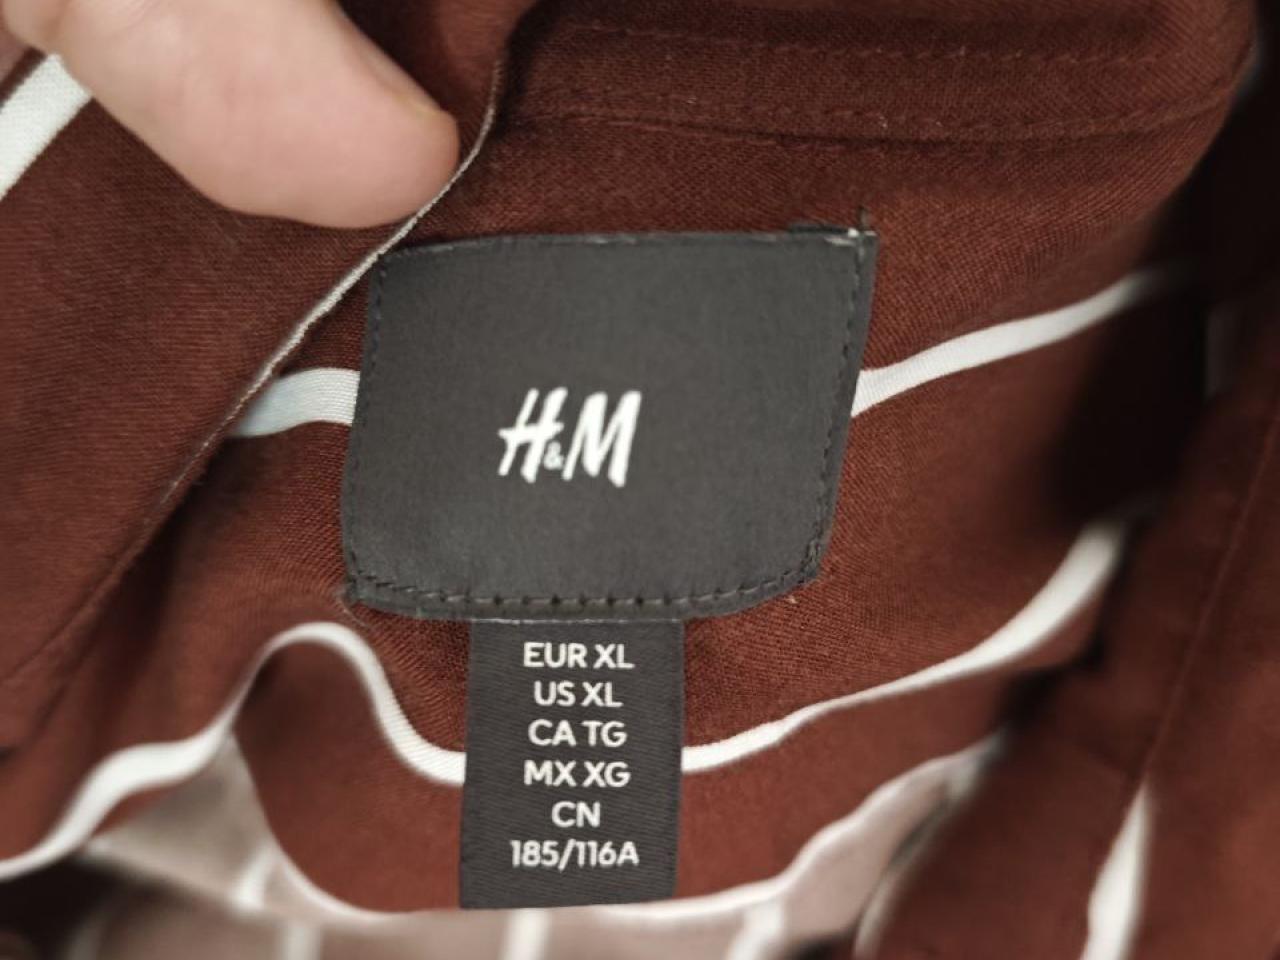 H&M
EUR XL
US XL
CA TG
MX XG
CN
185/116A